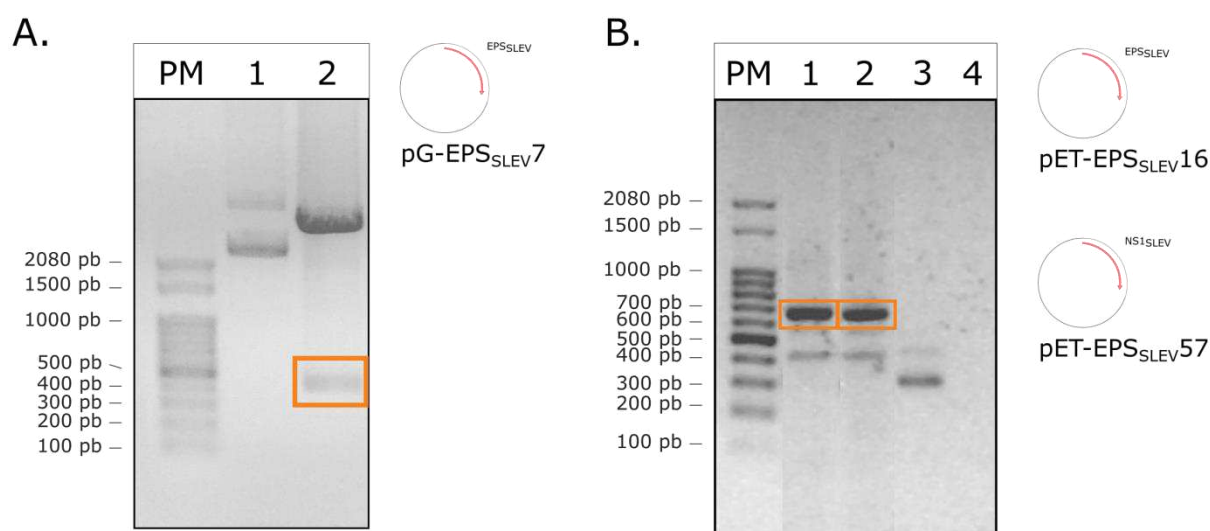 A.
PM 1 2
2080 pb
1500 pb
1000 pb
500 pb
400 pb
300 pb
200 pb
100 pb
EPSSLEV
pG-EPSSLEV7
B.
PM 1 2 3 4
2080 pb
1500 pb
1000 pb
700 pb
600 pb
500 pb
400 pb
300 pb
200 pb
100 pb
EPSSLEV
pET-EPSSLEV16
NS1SLEV
pET-EPSSLEV57